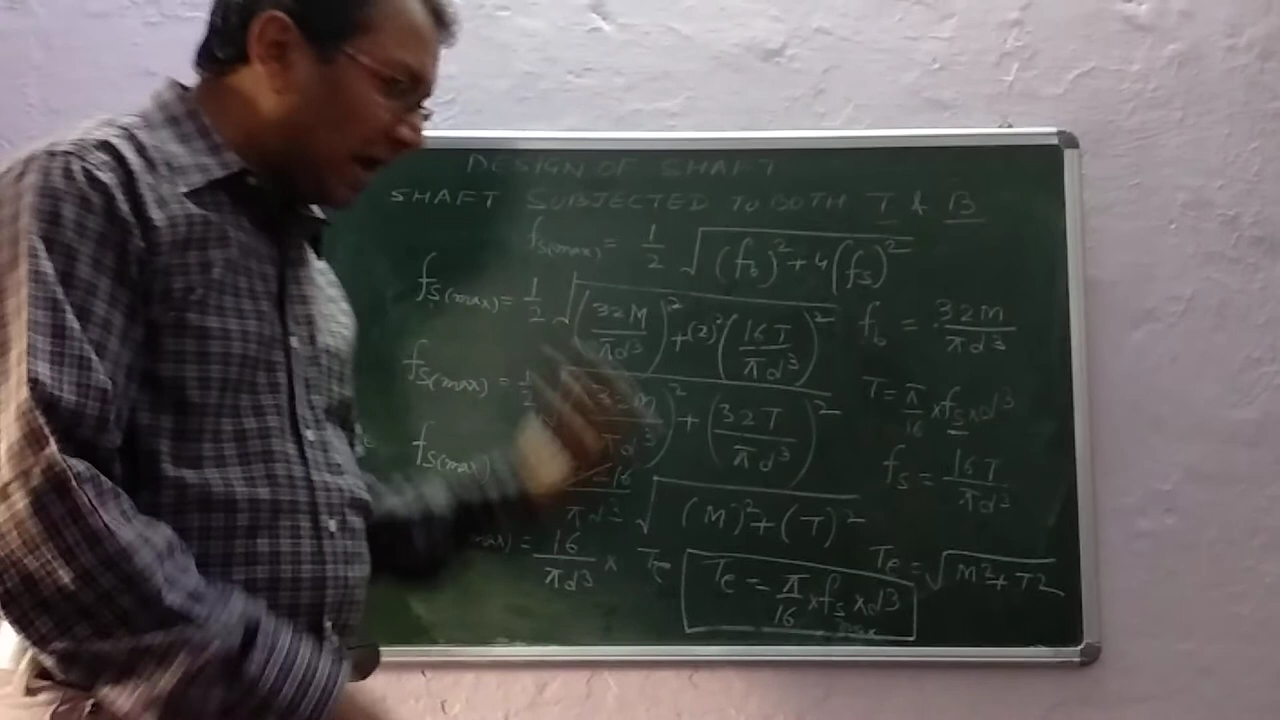 DESIGN OF SHAFT
SHAFT SUBJECTED TO BOTH T & B
fs(max) = 1/2 √((fb)² + 4(fs)²)
fs(max) = 1/2 √((32M/πd³)² + (2)²(16T/πd³)²)
fb = 32M/πd³
fs(max) = 1/2 √((32M/πd³)² + (32T/πd³)²)
T = π/16 × fs × d³
fs(max) 16/πd³ √((M)² + (T)²)
fs = 16T/πd³
max) = 16/πd³ × Te
Te = π/16 × fs max × d3
Te = √(M² + T2)